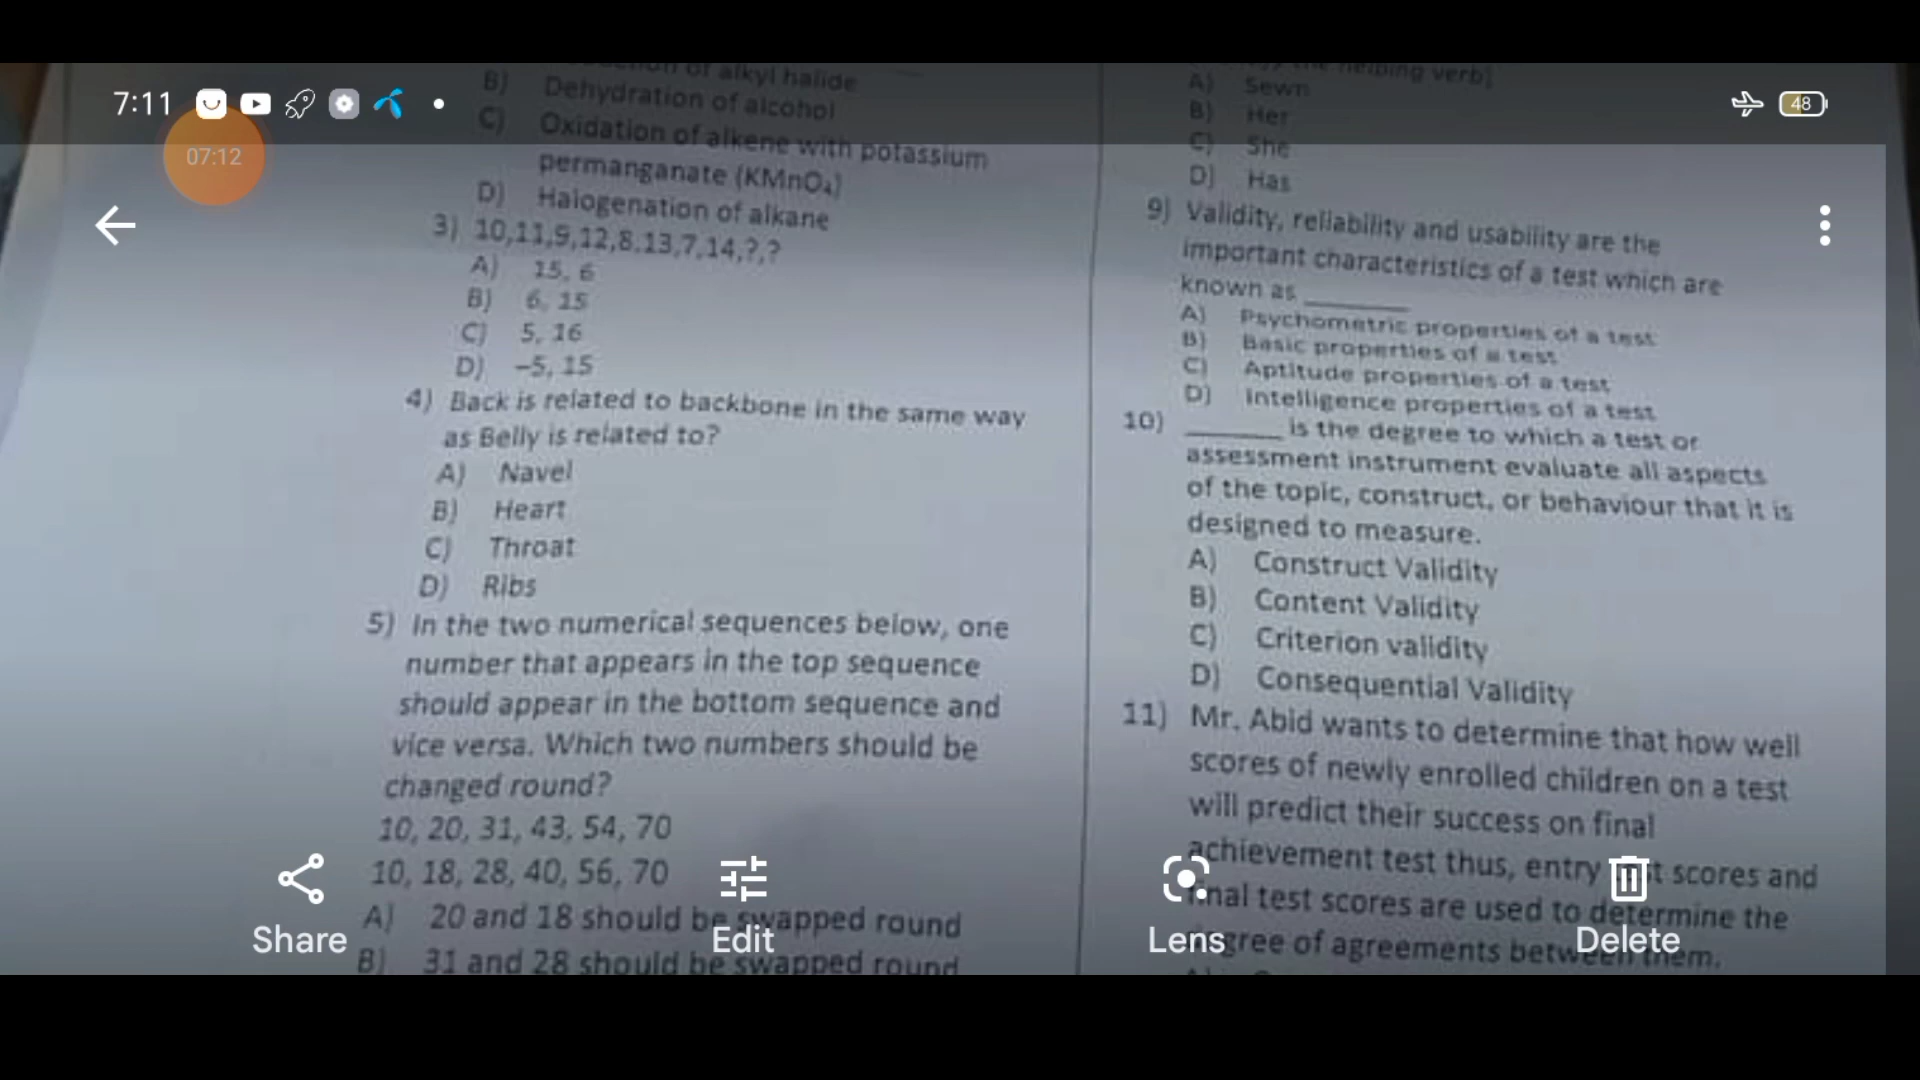 7:11
48
07:12
of alkyl halide
B) Dehydration of alcohol
C) Oxidation of alkene with potassium
permanganate (KMnO₄)
D) Halogenation of alkane
3) 10,11,9,12,8,13,7,14,?,?
A) 15, 6
B) 6, 15
C) 5, 16
D) –5, 15
4) Back is related to backbone in the same way
as Belly is related to?
A) Navel
B) Heart
C) Throat
D) Ribs
5) In the two numerical sequences below, one
number that appears in the top sequence
should appear in the bottom sequence and
vice versa. Which two numbers should be
changed round?
10, 20, 31, 43, 54, 70
10, 18, 28, 40, 56, 70
A) 20 and 18 should be swapped round
B) 31 and 28 should be swapped round
the helping verb)
A) Sewn
B) Her
C) She
D) Has
9) Validity, reliability and usability are the
important characteristics of a test which are
known as ________
A) Psychometric properties of a test
B) Basic properties of a test
C) Aptitude properties of a test
D) Intelligence properties of a test
10) ________ is the degree to which a test or
assessment instrument evaluate all aspects
of the topic, construct, or behaviour that it is
designed to measure.
A) Construct Validity
B) Content Validity
C) Criterion validity
D) Consequential Validity
11) Mr. Abid wants to determine that how well
scores of newly enrolled children on a test
will predict their success on final
achievement test thus, entry test scores and
final test scores are used to determine the
degree of agreements between them.
Share
Edit
Lens
Delete